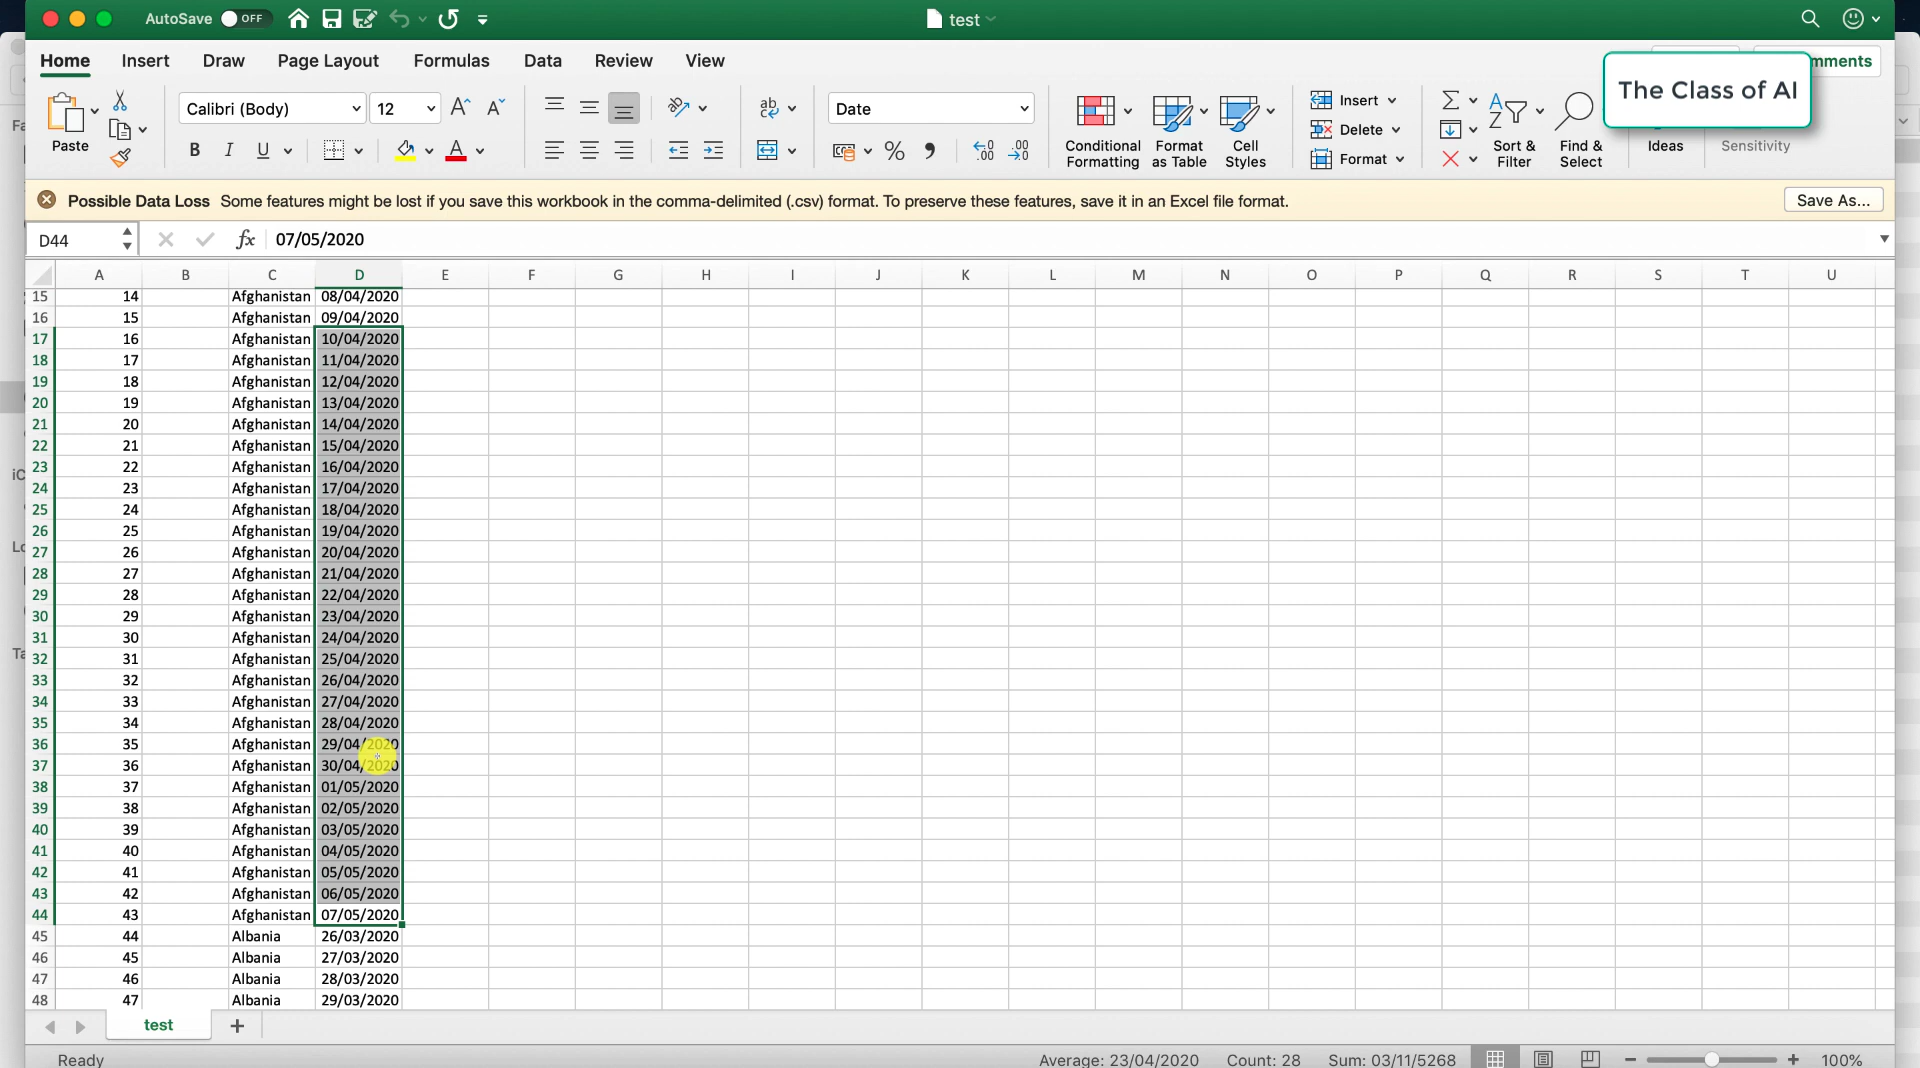 AutoSave OFF
test
Home Insert Draw Page Layout Formulas Data Review View
mments
The Class of AI
Paste
Calibri (Body) 12
B I U
ab
Date
Conditional Formatting
Format as Table
Cell Styles
Insert
Delete
Format
Sort & Filter
Find & Select
Ideas
Sensitivity
Possible Data Loss Some features might be lost if you save this workbook in the comma-delimited (.csv) format. To preserve these features, save it in an Excel file format.
Save As...
D44 fx 07/05/2020
A B C D E F G H I J K L M N O P Q R S T U
15 14 Afghanistan 08/04/2020
16 15 Afghanistan 09/04/2020
17 16 Afghanistan 10/04/2020
18 17 Afghanistan 11/04/2020
19 18 Afghanistan 12/04/2020
20 19 Afghanistan 13/04/2020
21 20 Afghanistan 14/04/2020
22 21 Afghanistan 15/04/2020
23 22 Afghanistan 16/04/2020
24 23 Afghanistan 17/04/2020
25 24 Afghanistan 18/04/2020
26 25 Afghanistan 19/04/2020
27 26 Afghanistan 20/04/2020
28 27 Afghanistan 21/04/2020
29 28 Afghanistan 22/04/2020
30 29 Afghanistan 23/04/2020
31 30 Afghanistan 24/04/2020
32 31 Afghanistan 25/04/2020
33 32 Afghanistan 26/04/2020
34 33 Afghanistan 27/04/2020
35 34 Afghanistan 28/04/2020
36 35 Afghanistan 29/04/2020
37 36 Afghanistan 30/04/2020
38 37 Afghanistan 01/05/2020
39 38 Afghanistan 02/05/2020
40 39 Afghanistan 03/05/2020
41 40 Afghanistan 04/05/2020
42 41 Afghanistan 05/05/2020
43 42 Afghanistan 06/05/2020
44 43 Afghanistan 07/05/2020
45 44 Albania 26/03/2020
46 45 Albania 27/03/2020
47 46 Albania 28/03/2020
48 47 Albania 29/03/2020
test
Ready
Average: 23/04/2020 Count: 28 Sum: 03/11/5268 100%